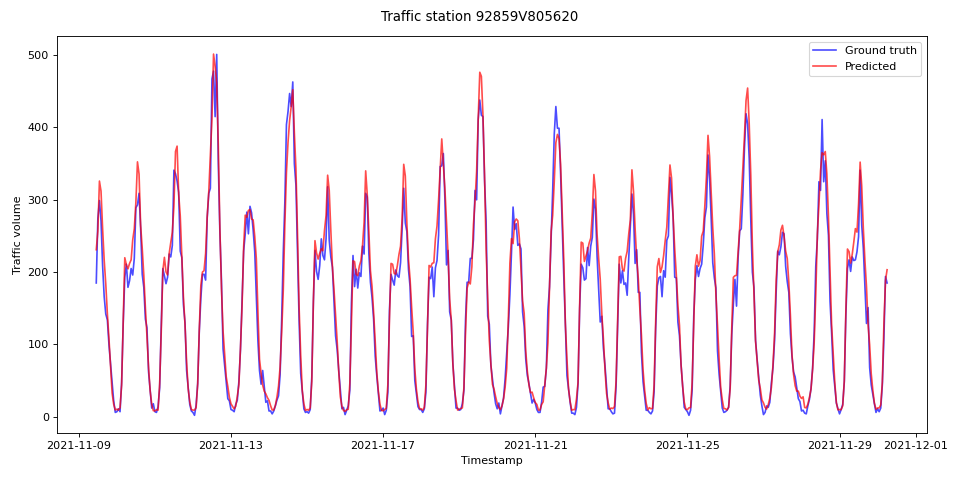 Traffic station 92859V805620
Ground truth
Predicted
Traffic volume
500
400
300
200
100
0
2021-11-09
2021-11-13
2021-11-17
2021-11-21
2021-11-25
2021-11-29
2021-12-01
Timestamp